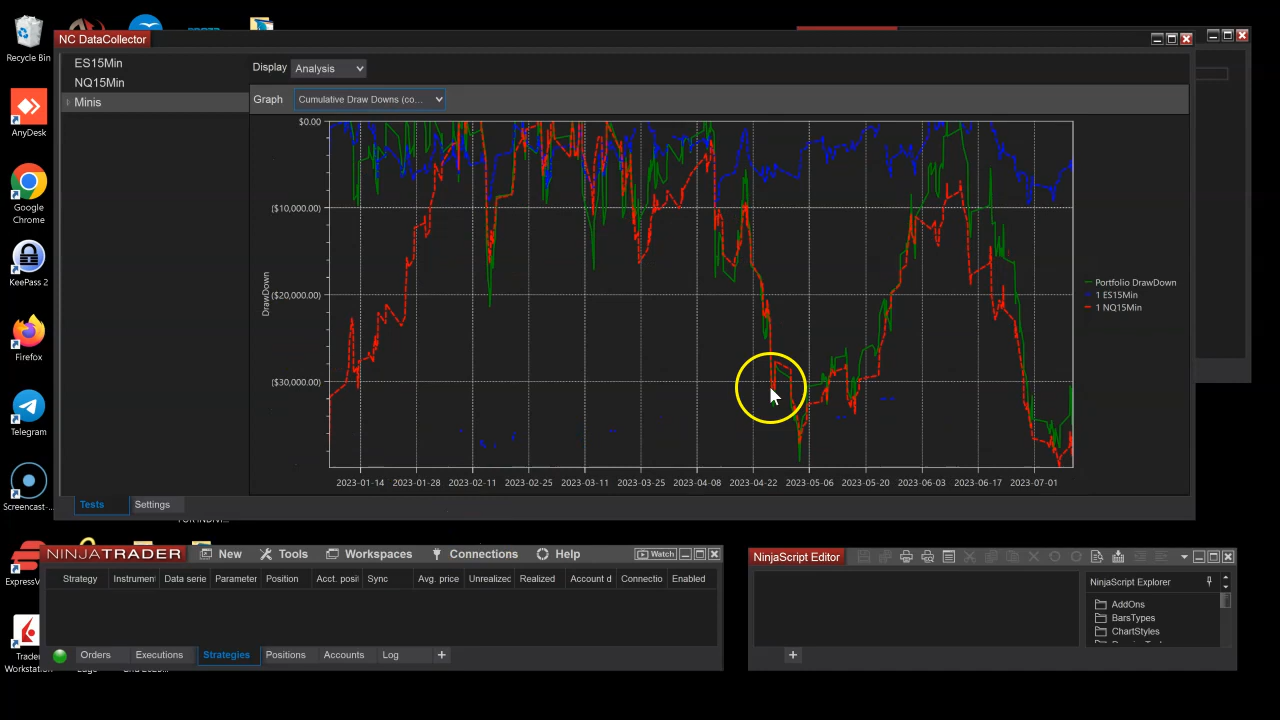 Recycle Bin
AnyDesk
Google
Chrome
KeePass 2
Firefox
Telegram
Screencast-...
ExpresV
Trader
Workstation
NC DataCollector
ES15Min
NQ15Min
Minis
Display
Analysis
Graph
Cumulative Draw Downs (co...
$0.00
($10,000.00)
($20,000.00)
($30,000.00)
DrawDown
2023-01-14
2023-01-28
2023-02-11
2023-02-25
2023-03-11
2023-03-25
2023-04-08
2023-04-22
2023-05-06
2023-05-20
2023-06-03
2023-06-17
2023-07-01
Portfolio DrawDown
1 ES15Min
1 NQ15Min
Tests
Settings
NINJATRADER
New
Tools
Workspaces
Connections
Help
Watch
Strategy
Instrumen
Data serie
Parameter
Position
Acct. posit
Sync
Avg. price
Unrealized
Realized
Account d
Connectio
Enabled
Orders
Executions
Strategies
Positions
Accounts
Log
+
NinjaScript Editor
NinjaScript Explorer
AddOns
BarsTypes
ChartStyles
+